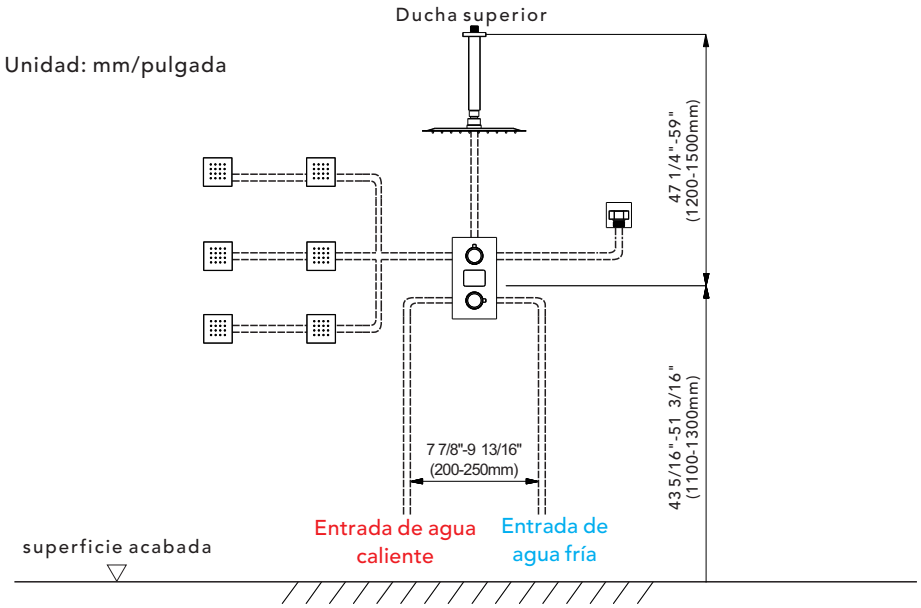 Ducha superior
Unidad: mm/pulgada
47 1/4"-59"
(1200-1500mm)
43 5/16"-51 3/16"
(1100-1300mm)
7 7/8"-9 13/16"
(200-250mm)
Entrada de agua
caliente
Entrada de
agua fría
superficie acabada